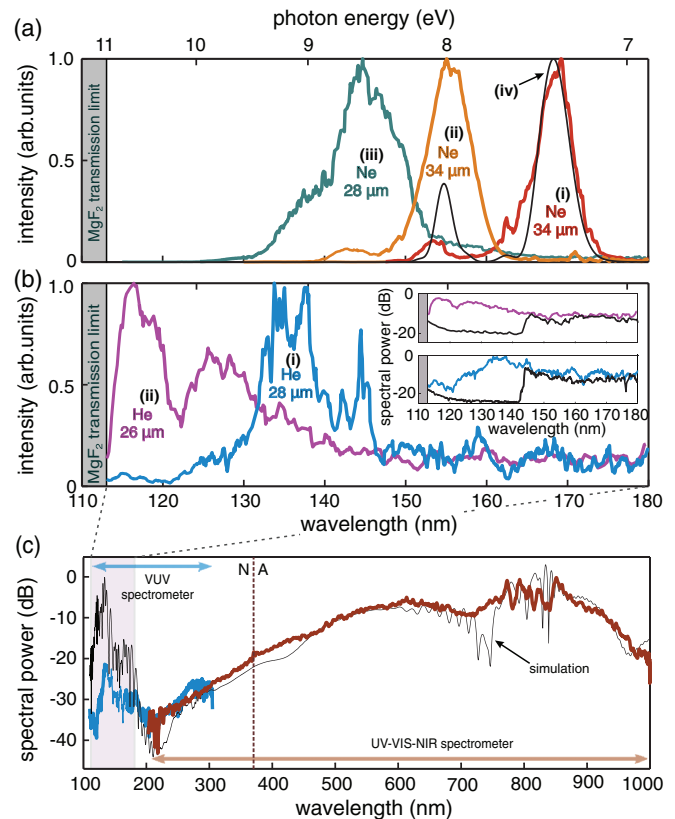 photon energy (eV)
(a)
11 10 9 8 7
intensity (arb.units)
1.0
0.5
0
MgF2 transmission limit
(iii)
Ne
28 µm
(ii)
Ne
34 µm
(iv)
(i)
Ne
34 µm
(b)
intensity (arb.units)
1.0
0.5
0
MgF2 transmission limit
(ii)
He
26 µm
(i)
He
28 µm
spectral power (dB)
0
-20
0
-20
110 120 130 140 150 160 170 180
wavelength (nm)
110 120 130 140 150 160 170 180
wavelength (nm)
(c)
spectral power (dB)
0
-10
-20
-30
-40
VUV
spectrometer
N A
simulation
UV-VIS-NIR spectrometer
100 200 300 400 500 600 700 800 900 1000
wavelength (nm)